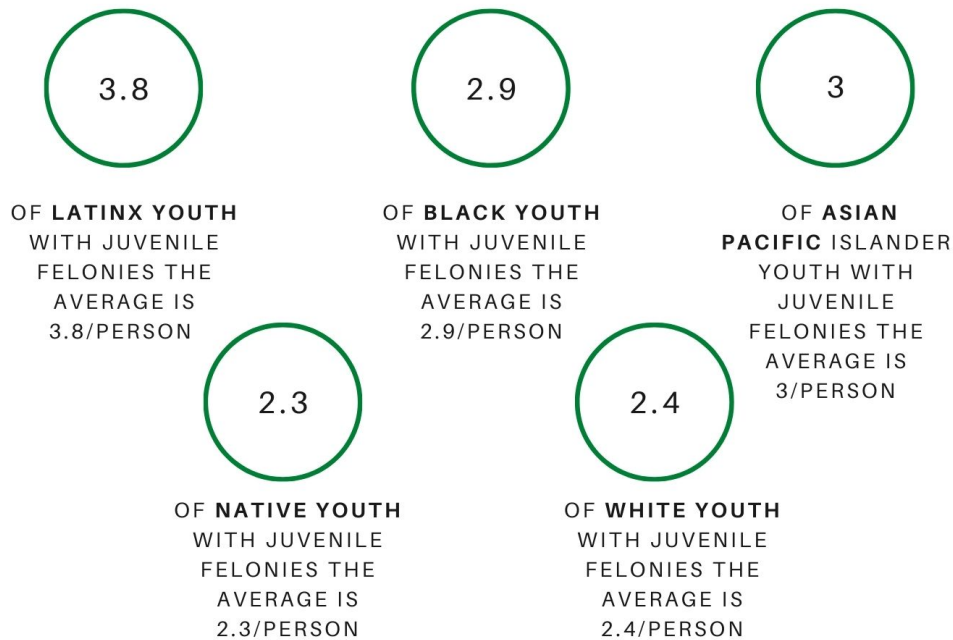 3.8
OF LATINX YOUTH
WITH JUVENILE
FELONIES THE
AVERAGE IS
3.8/PERSON
2.9
OF BLACK YOUTH
WITH JUVENILE
FELONIES THE
AVERAGE IS
2.9/PERSON
3
OF ASIAN
PACIFIC ISLANDER
YOUTH WITH
JUVENILE
FELONIES THE
AVERAGE IS
3/PERSON
2.3
OF NATIVE YOUTH
WITH JUVENILE
FELONIES THE
AVERAGE IS
2.3/PERSON
2.4
OF WHITE YOUTH
WITH JUVENILE
FELONIES THE
AVERAGE IS
2.4/PERSON